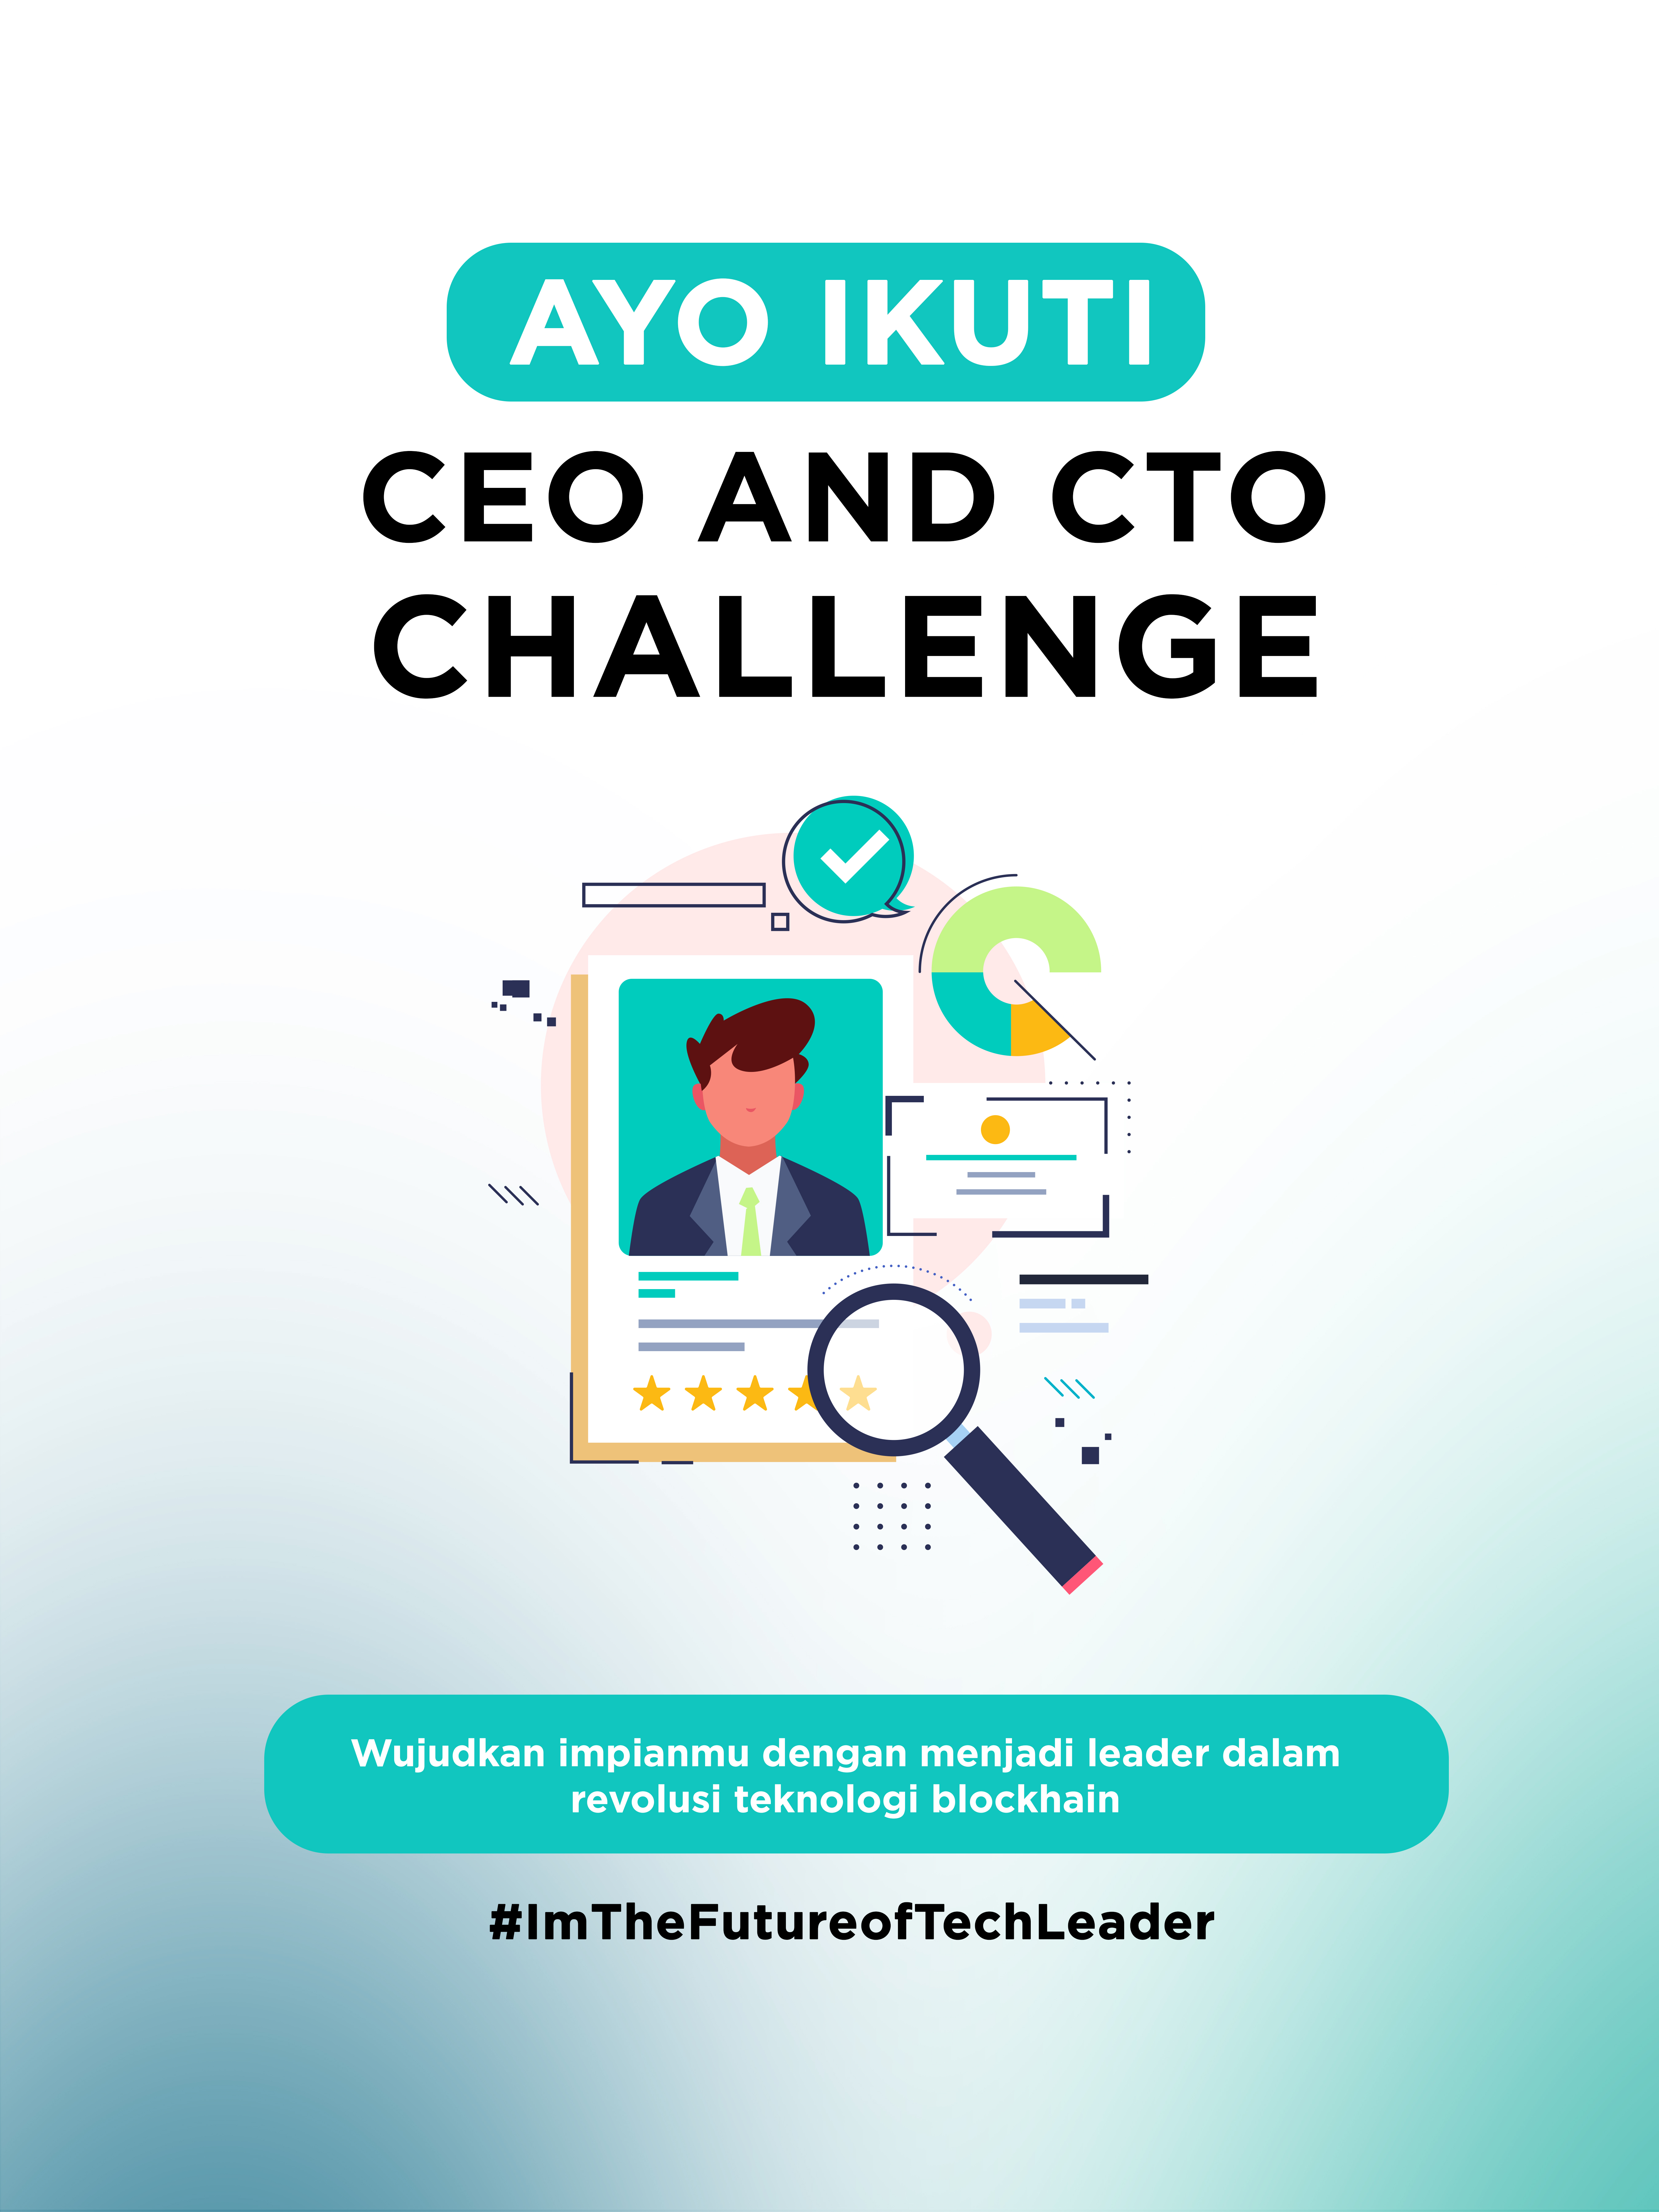 AYO IKUTI
CEO AND CTO
CHALLENGE
Wujudkan impianmu dengan menjadi leader dalam
revolusi teknologi blockhain
#ImTheFutureofTechLeader